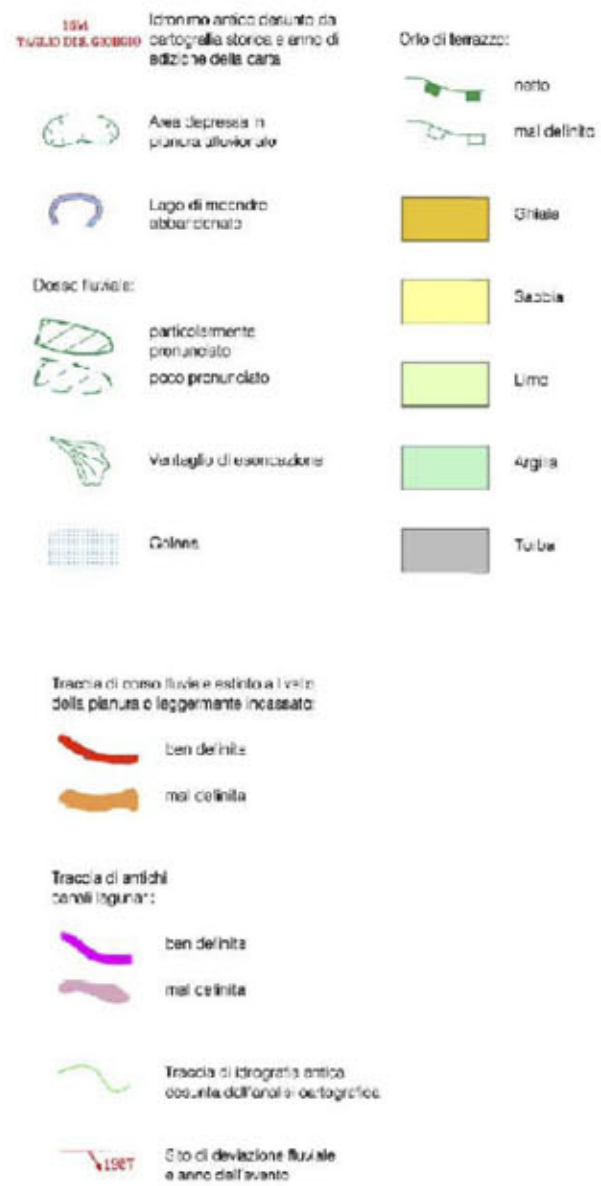 TAGLIO DI S. GIORGIO
Idronimo antico desunto da
cartografia storica e anno di
edizione della carta
Area depressa in
pianura alluvionale
Lago di meandro
abbandonato
Dosso fluviale:
particolarmente
pronunciato
poco pronunciato
Ventaglio di esondazione
Golena
Orlo di terrazzo:
netto
mal definito
Ghiaia
Sabbia
Limo
Argilla
Torba
Traccia di corso fluviale estinto a livello
della pianura o leggermente incassato:
ben definita
mal definita
Traccia di antichi
canali lagunari:
ben definita
mal definita
Traccia di idrografia antica
desunta dall'analisi cartografica
1987
Sito di deviazione fluviale
e anno dell'evento